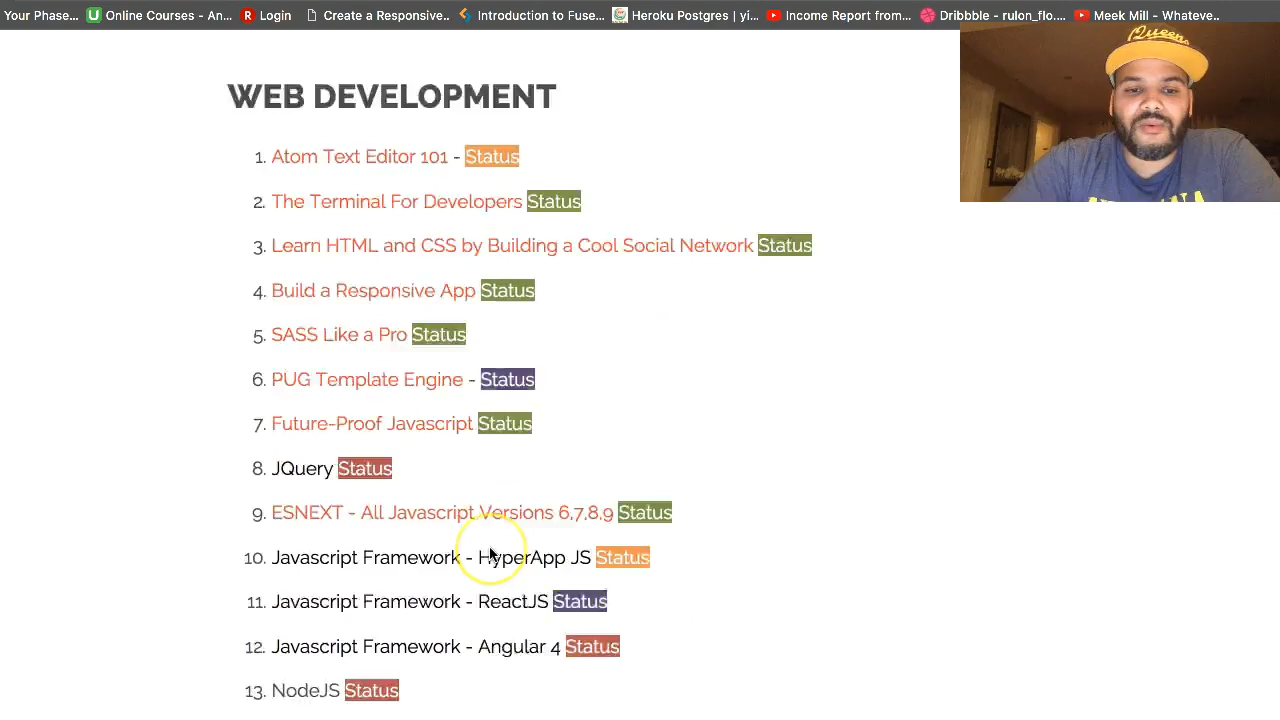 Your Phase... Online Courses - An... Login Create a Responsive.. Introduction to Fuse... Heroku Postgres | yi... Income Report from... Dribbble - rulon_flo.... Meek Mill - Whateve..
Queens
WEB DEVELOPMENT
1. Atom Text Editor 101 - Status
2. The Terminal For Developers Status
3. Learn HTML and CSS by Building a Cool Social Network Status
4. Build a Responsive App Status
5. SASS Like a Pro Status
6. PUG Template Engine - Status
7. Future-Proof Javascript Status
8. JQuery Status
9. ESNEXT - All Javascript Versions 6,7,8,9 Status
10. Javascript Framework - HyperApp JS Status
11. Javascript Framework - ReactJS Status
12. Javascript Framework - Angular 4 Status
13. NodeJS Status